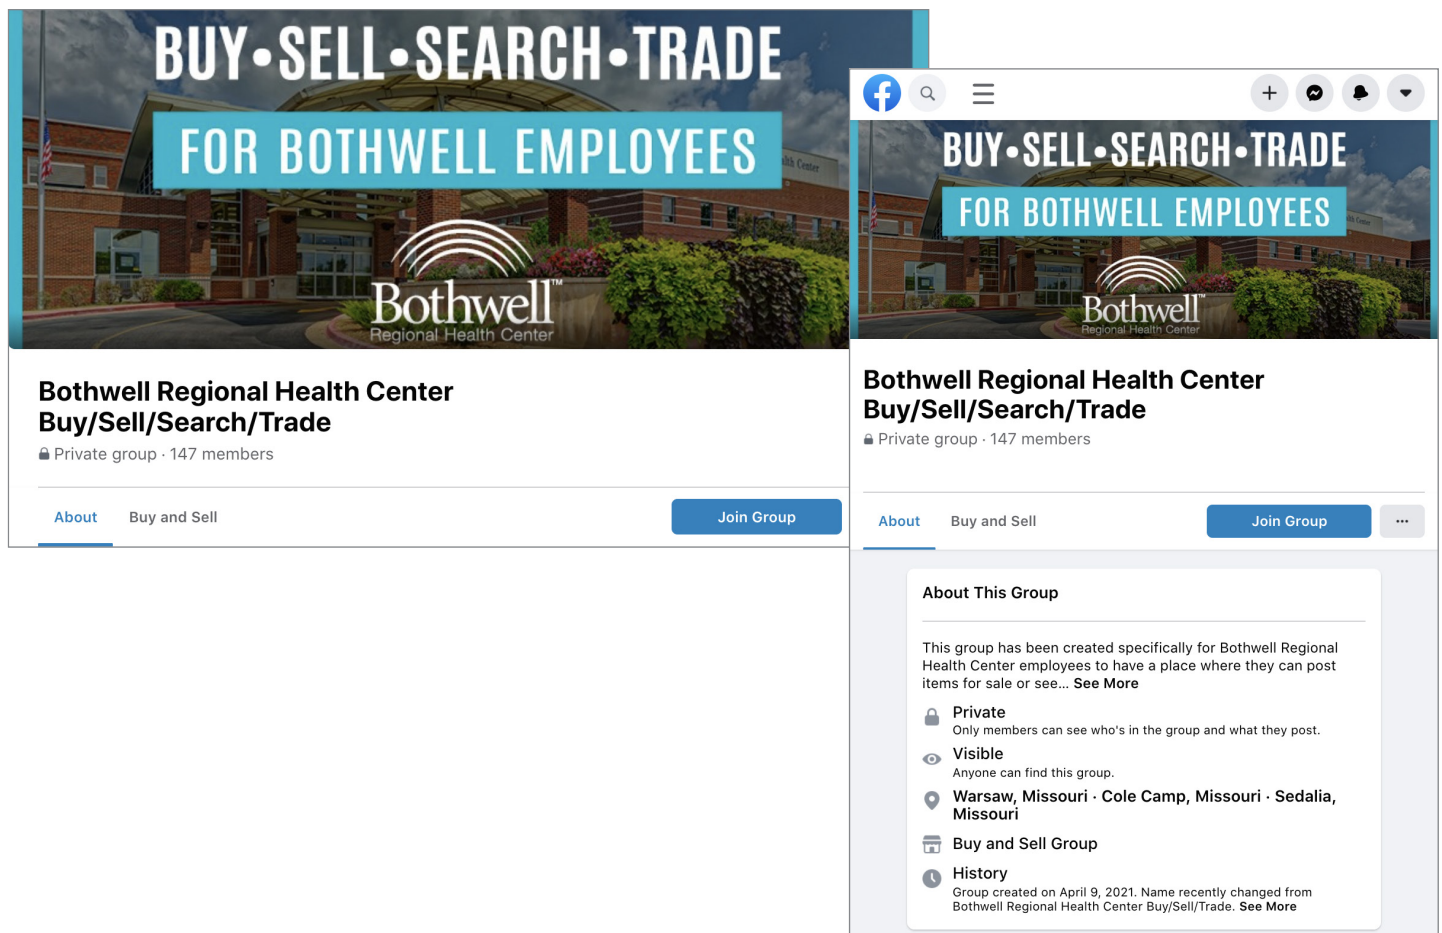 BUY•SELL•SEARCH•TRADE
FOR BOTHWELL EMPLOYEES
alth Center
Bothwell™
Regional Health Center
Bothwell Regional Health Center
Buy/Sell/Search/Trade
Private group · 147 members
About
Buy and Sell
Join Group
BUY•SELL•SEARCH•TRADE
FOR BOTHWELL EMPLOYEES
Center
Bothwell™
Regional Health Center
Bothwell Regional Health Center
Buy/Sell/Search/Trade
Private group · 147 members
About
Buy and Sell
Join Group
...
About This Group
This group has been created specifically for Bothwell Regional
Health Center employees to have a place where they can post
items for sale or see... See More
Private
Only members can see who's in the group and what they post.
Visible
Anyone can find this group.
Warsaw, Missouri · Cole Camp, Missouri · Sedalia,
Missouri
Buy and Sell Group
History
Group created on April 9, 2021. Name recently changed from
Bothwell Regional Health Center Buy/Sell/Trade. See More